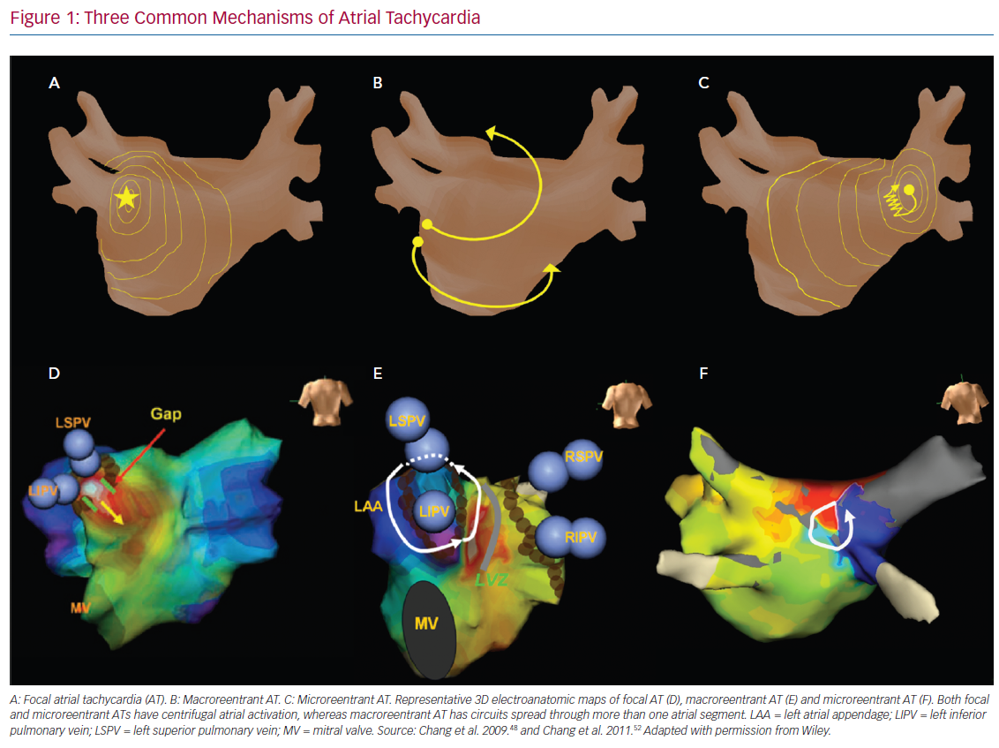 Figure 1: Three Common Mechanisms of Atrial Tachycardia
A
B
C
D
E
F
LSPV
Gap
LIPV
MV
LSPV
RSPV
LAA
LIPV
RIPV
LVZ
MV
A: Focal atrial tachycardia (AT). B: Macroreentrant AT. C: Microreentrant AT. Representative 3D electroanatomic maps of focal AT (D), macroreentrant AT (E) and microreentrant AT (F). Both focal
and microreentrant ATs have centrifugal atrial activation, whereas macroreentrant AT has circuits spread through more than one atrial segment. LAA = left atrial appendage; LIPV = left inferior
pulmonary vein; LSPV = left superior pulmonary vein; MV = mitral valve. Source: Chang et al. 2009.⁴⁸ and Chang et al. 2011.⁵² Adapted with permission from Wiley.